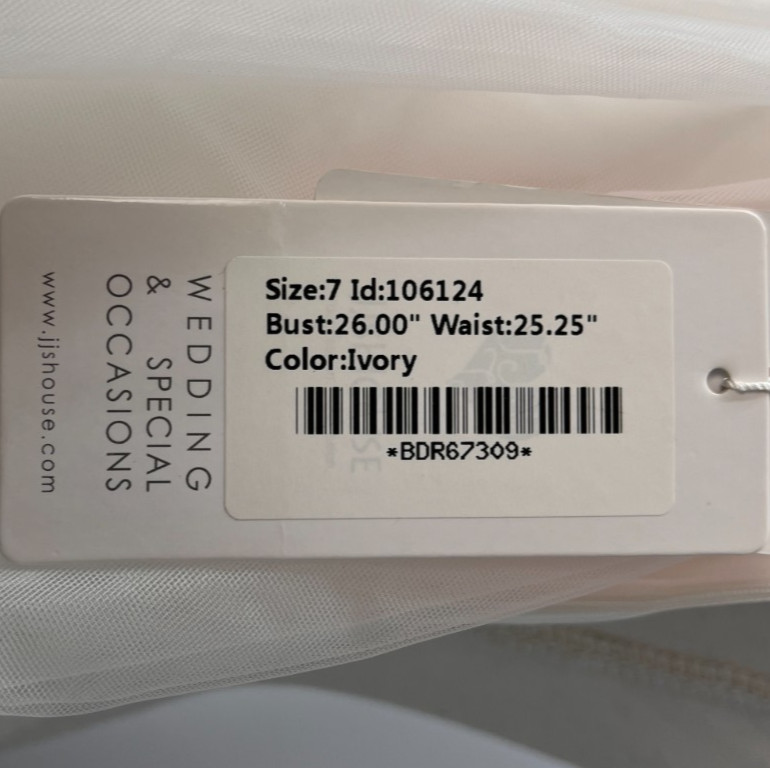 Size:7 Id:106124
Bust:26.00" Waist:25.25"
Color:Ivory
*BDR67309*
WEDDING
& SPECIAL
OCCASIONS
www.jjshouse.com